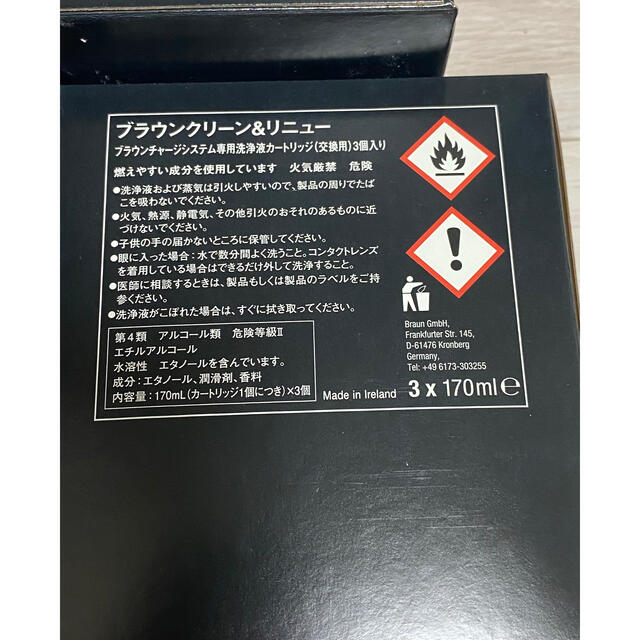 ブラウンクリーン&リニュー
ブラウンチャージシステム専用洗浄液カートリッジ(交換用)3個入り
燃えやすい成分を使用しています 火気厳禁 危険
●洗浄液および蒸気は引火しやすいので、製品の周りでたば
こを吸わないでください。
●火気、熱源、静電気、その他引火のおそれのあるものに近
づけないでください。
●子供の手の届かないところに保管してください。
●眼に入った場合:水で数分間よく洗うこと。コンタクトレンズ
を着用している場合はできるだけ外して洗浄すること。
●医師に相談するときは、製品もしくは製品のラベルをご持
参ください。
●洗浄液がこぼれた場合は、すぐに拭き取ってください。
第4類 アルコール類 危険等級Ⅱ
エチルアルコール
水溶性 エタノールを含んでいます。
成分:エタノール、潤滑剤、香料
内容量:170mL(カートリッジ1個につき)×3個
Made in Ireland
Braun GmbH,
Frankfurter Str. 145,
D-61476 Kronberg
Germany,
Tel: +49 6173-303255
3 x 170ml℮